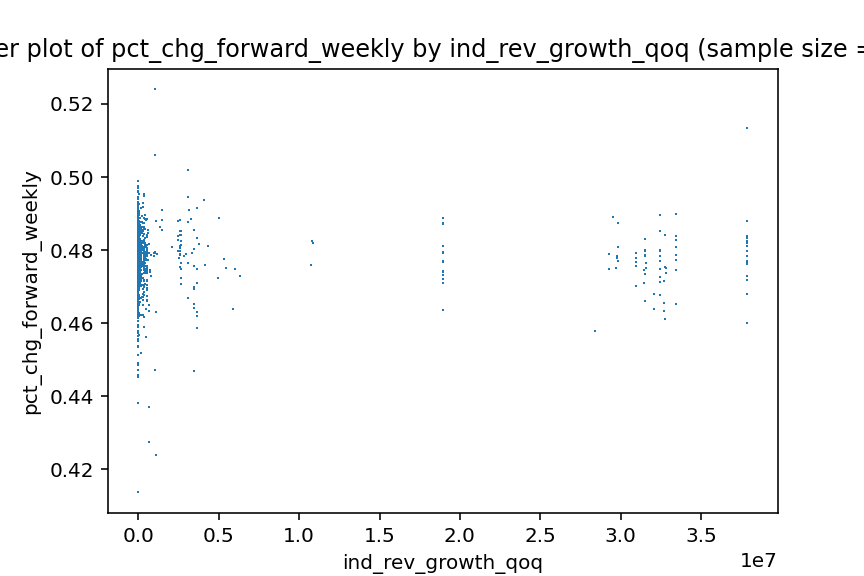 er plot of pct_chg_forward_weekly by ind_rev_growth_qoq (sample size =
0.52
0.50
0.48
0.46
0.44
0.42
pct_chg_forward_weekly
0.0 0.5 1.0 1.5 2.0 2.5 3.0 3.5
1e7
ind_rev_growth_qoq